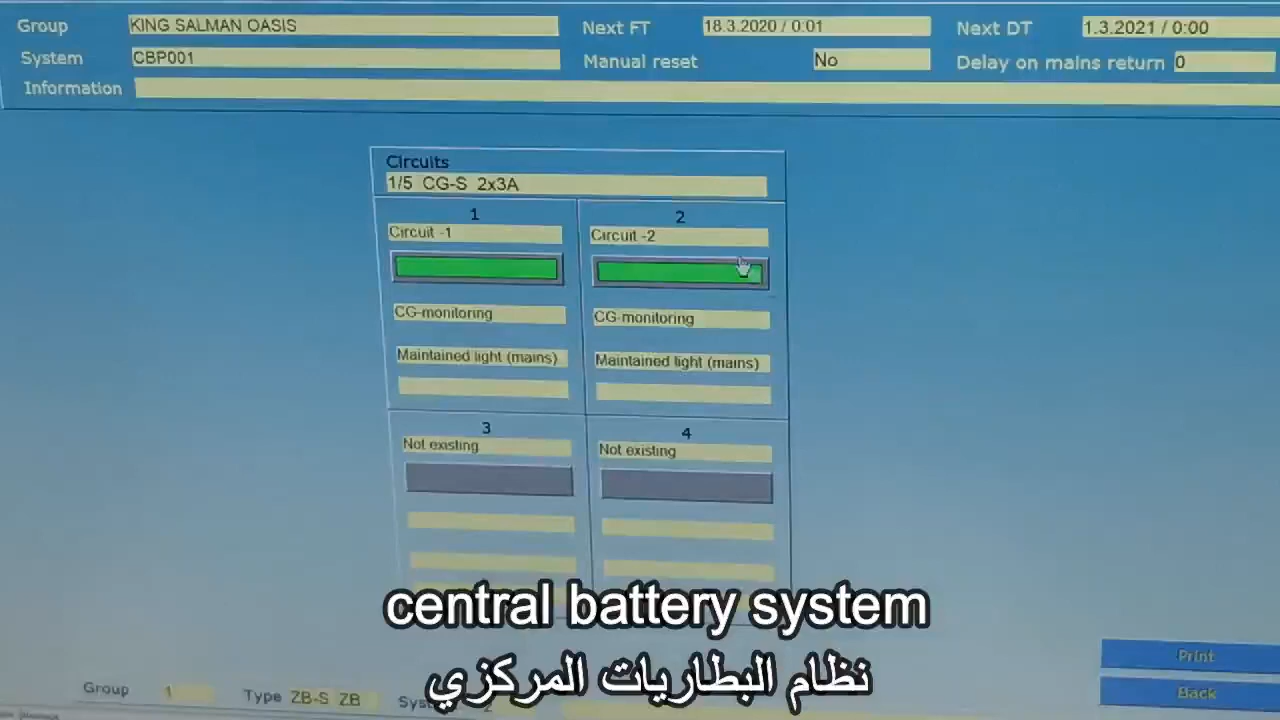 Group KING SALMAN OASIS Next FT 18.3.2020 / 0:01 Next DT 1.3.2021 / 0:00
System CBP001 Manual reset No Delay on mains return 0
Information
Circuits
1/5 CG-S 2x3A
1 2
Circuit -1 Circuit -2
CG-monitoring CG-monitoring
Maintained light (mains) Maintained light (mains)
3 4
Not existing Not existing
central battery system
نظام البطاريات المركزي
Print
Back
Group 1 Type ZB-S ZB